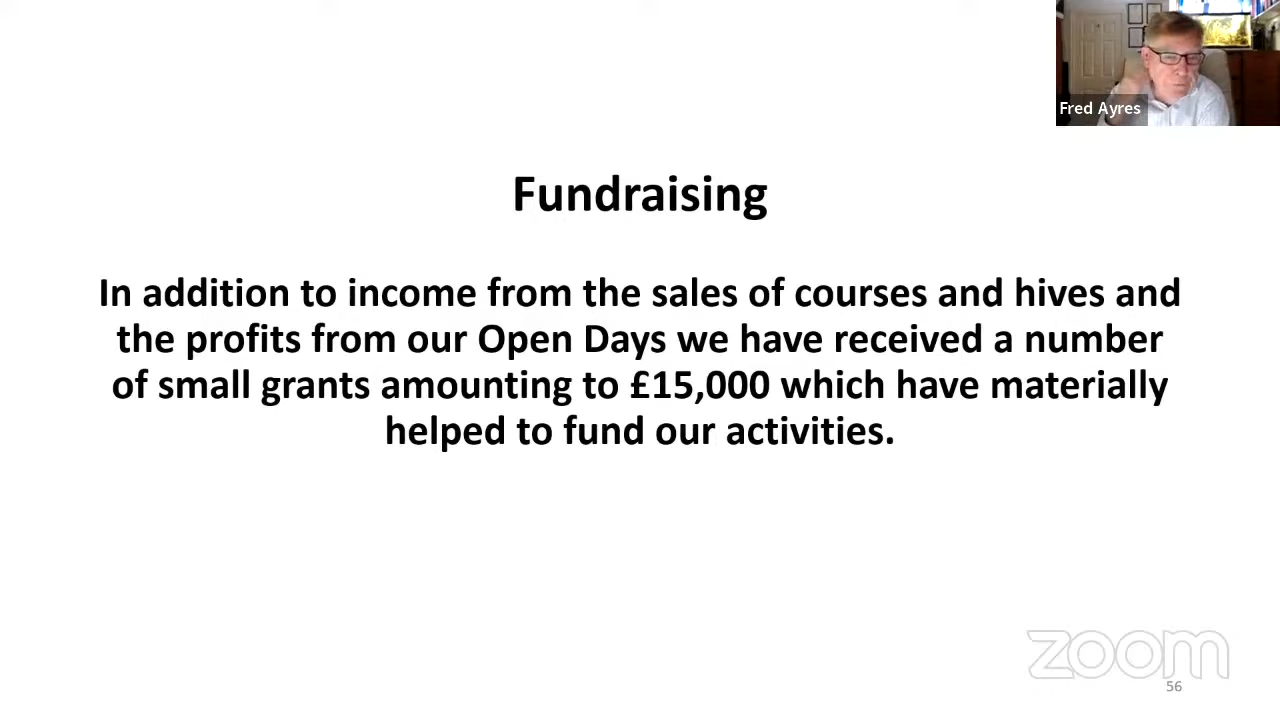 Fred Ayres
Fundraising
In addition to income from the sales of courses and hives and
the profits from our Open Days we have received a number
of small grants amounting to £15,000 which have materially
helped to fund our activities.
zoom
56